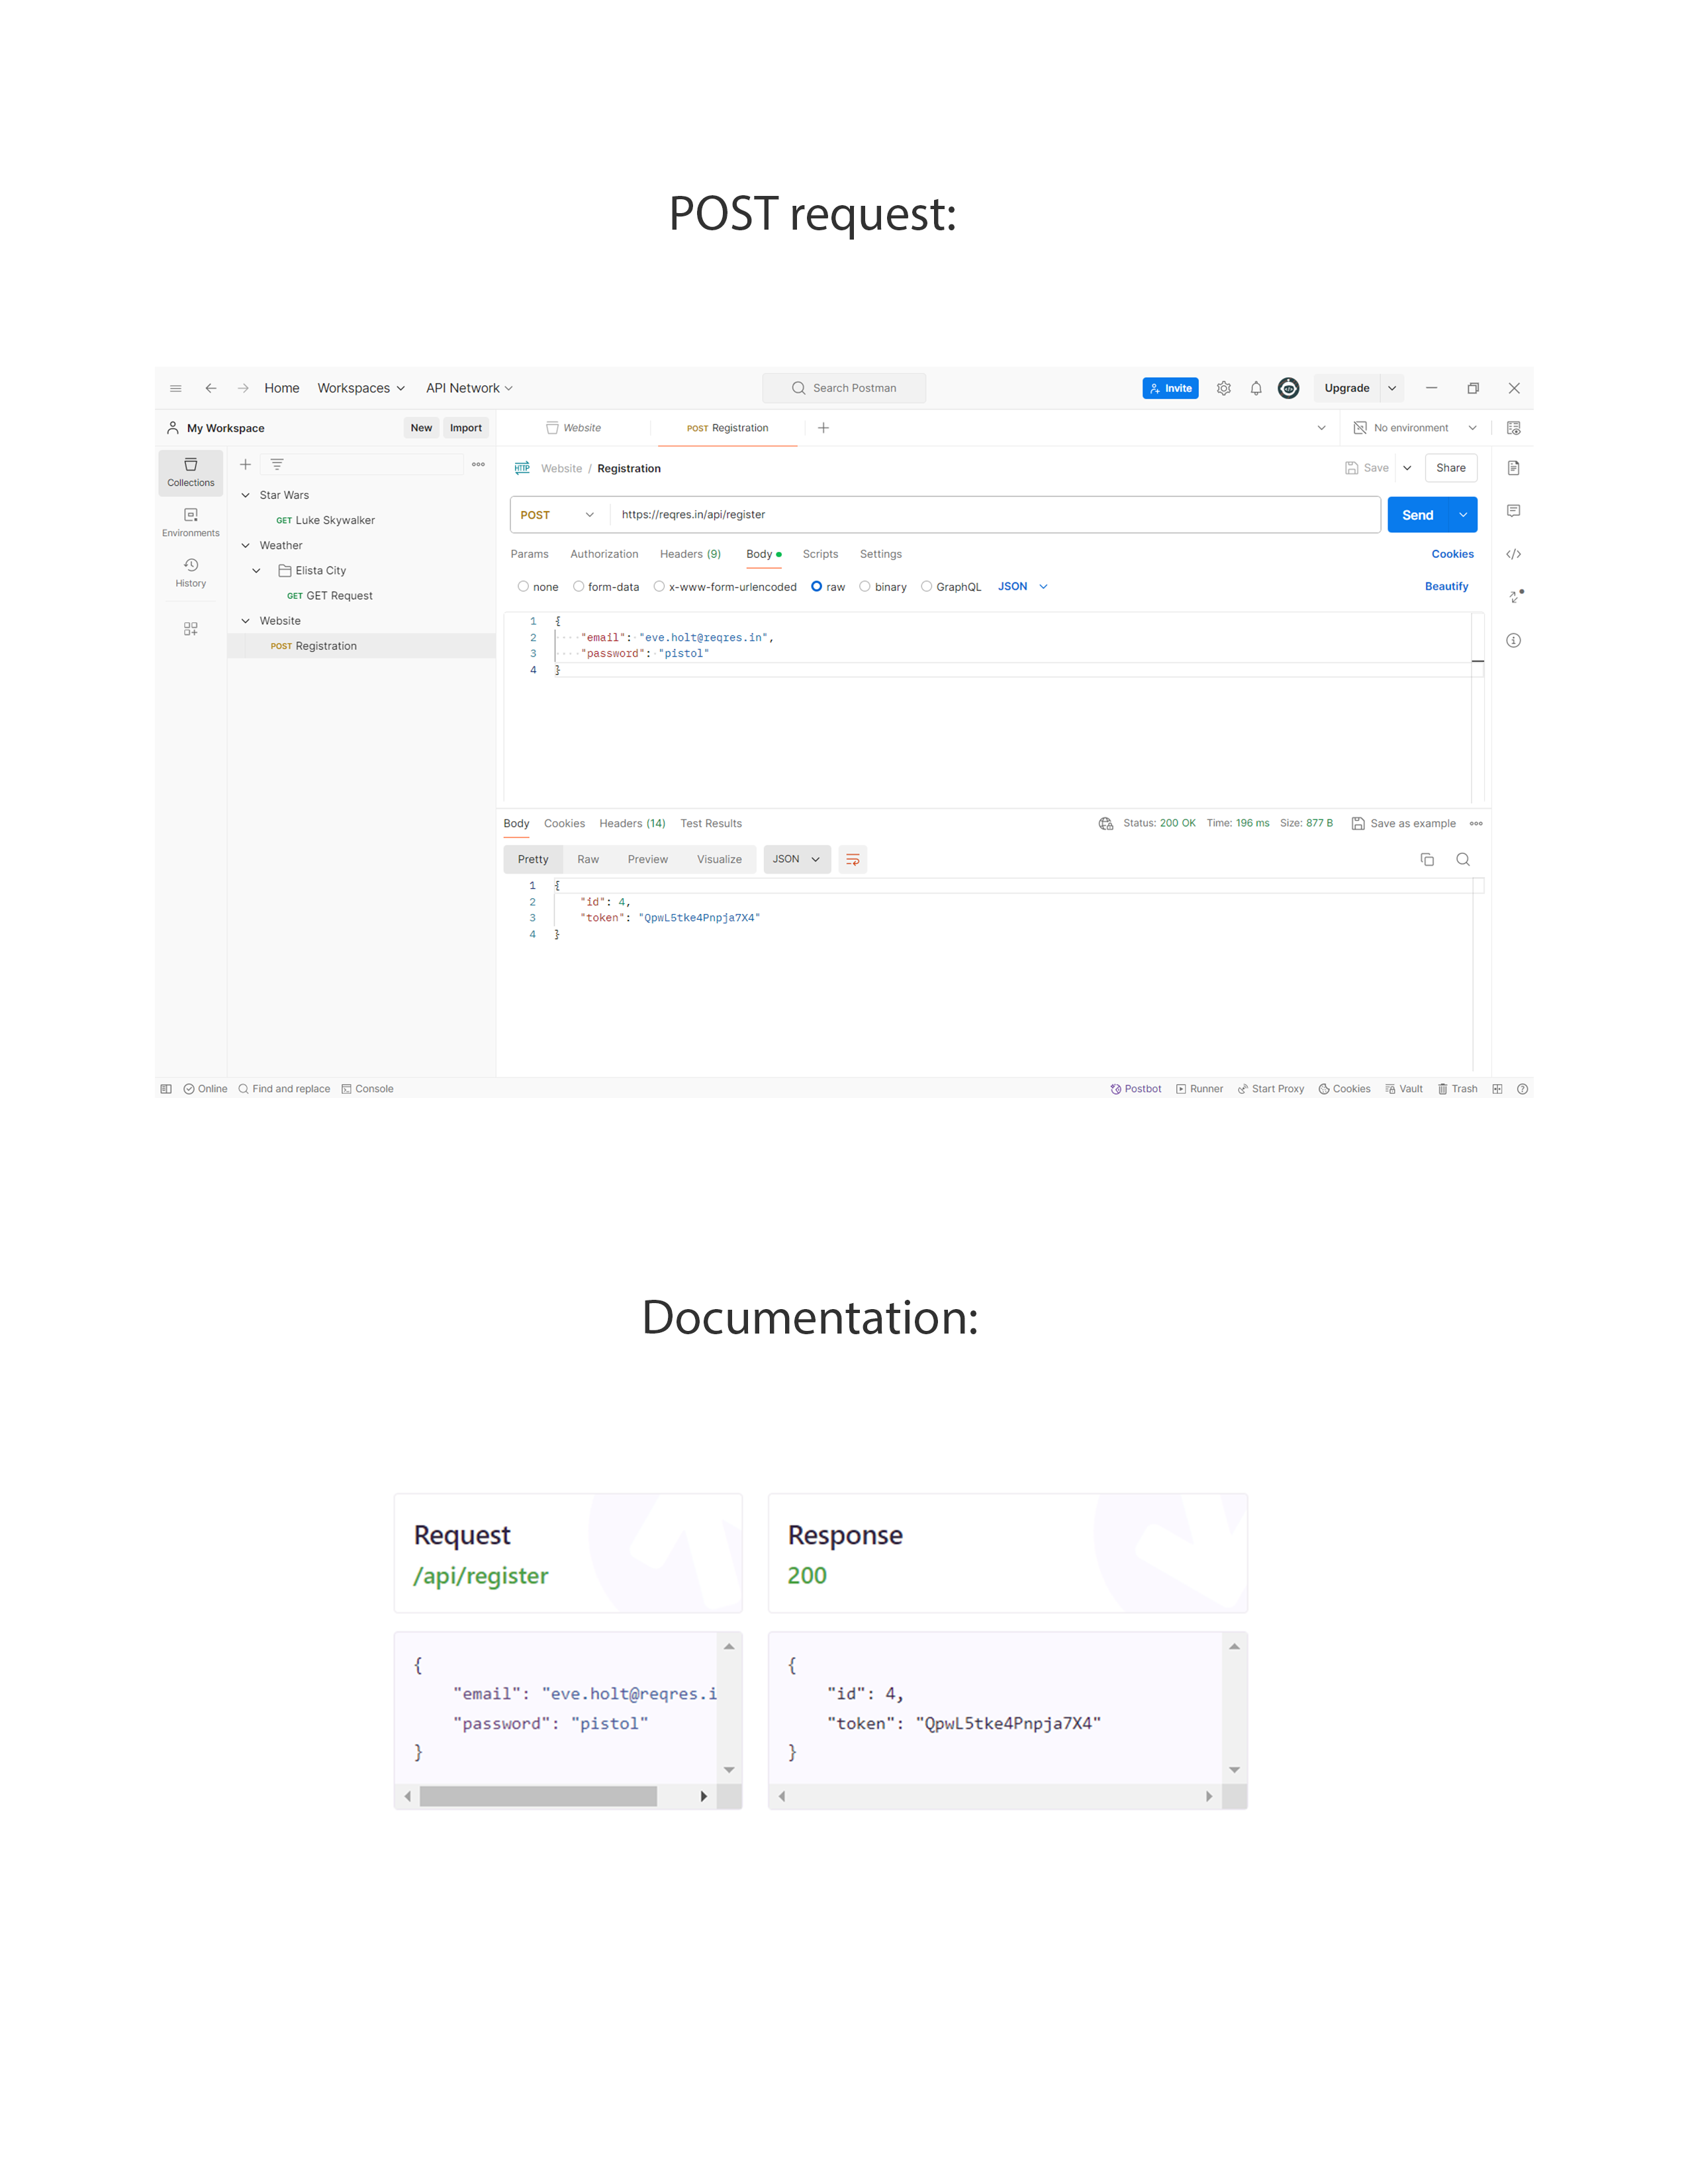 POST request:
Home Workspaces API Network Search Postman Invite Upgrade
My Workspace New Import Website POST Registration No environment
Collections
Environments
History
Star Wars
GET Luke Skywalker
Weather
Elista City
GET GET Request
Website
POST Registration
HTTP Website / Registration Save Share
POST https://reqres.in/api/register Send
Params Authorization Headers (9) Body Scripts Settings Cookies
none form-data x-www-form-urlencoded raw binary GraphQL JSON Beautify
1 {
2 "email": "eve.holt@reqres.in",
3 "password": "pistol"
4 }
Body Cookies Headers (14) Test Results Status: 200 OK Time: 196 ms Size: 877 B Save as example
Pretty Raw Preview Visualize JSON
1 {
2 "id": 4,
3 "token": "QpwL5tke4Pnpja7X4"
4 }
Online Find and replace Console Postbot Runner Start Proxy Cookies Vault Trash
Documentation:
Request
/api/register
{
"email": "eve.holt@reqres.i
"password": "pistol"
}
Response
200
{
"id": 4,
"token": "QpwL5tke4Pnpja7X4"
}